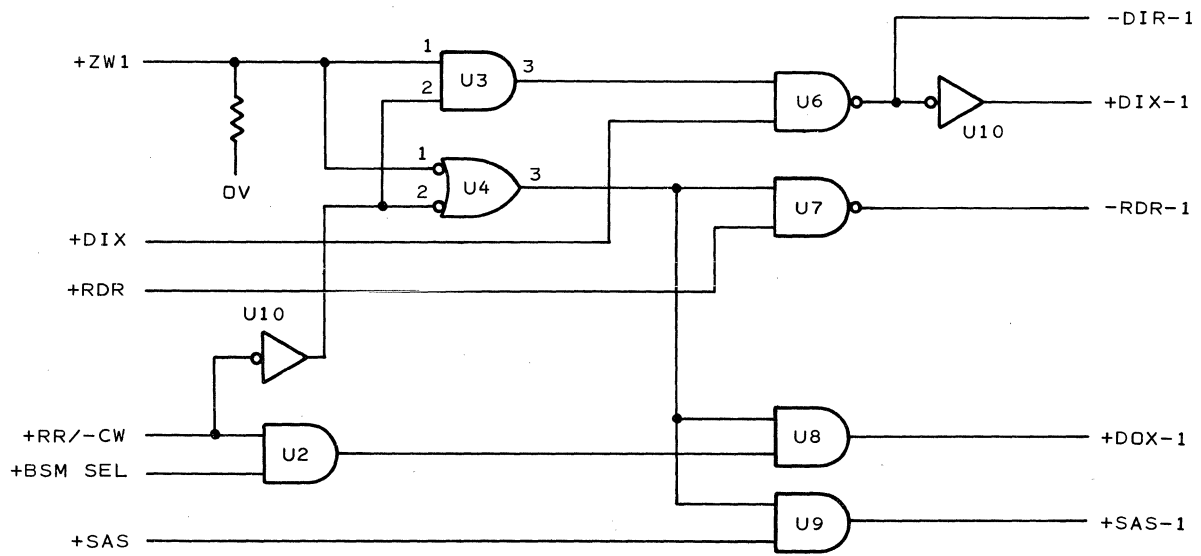 -DIR-1
+ZW1
1
U3
3
2
U6
+DIX-1
U10
1
U4
3
2
0V
U7
-RDR-1
+DIX
+RDR
U10
+RR/-CW
U8
+DOX-1
U2
+BSM SEL
U9
+SAS-1
+SAS